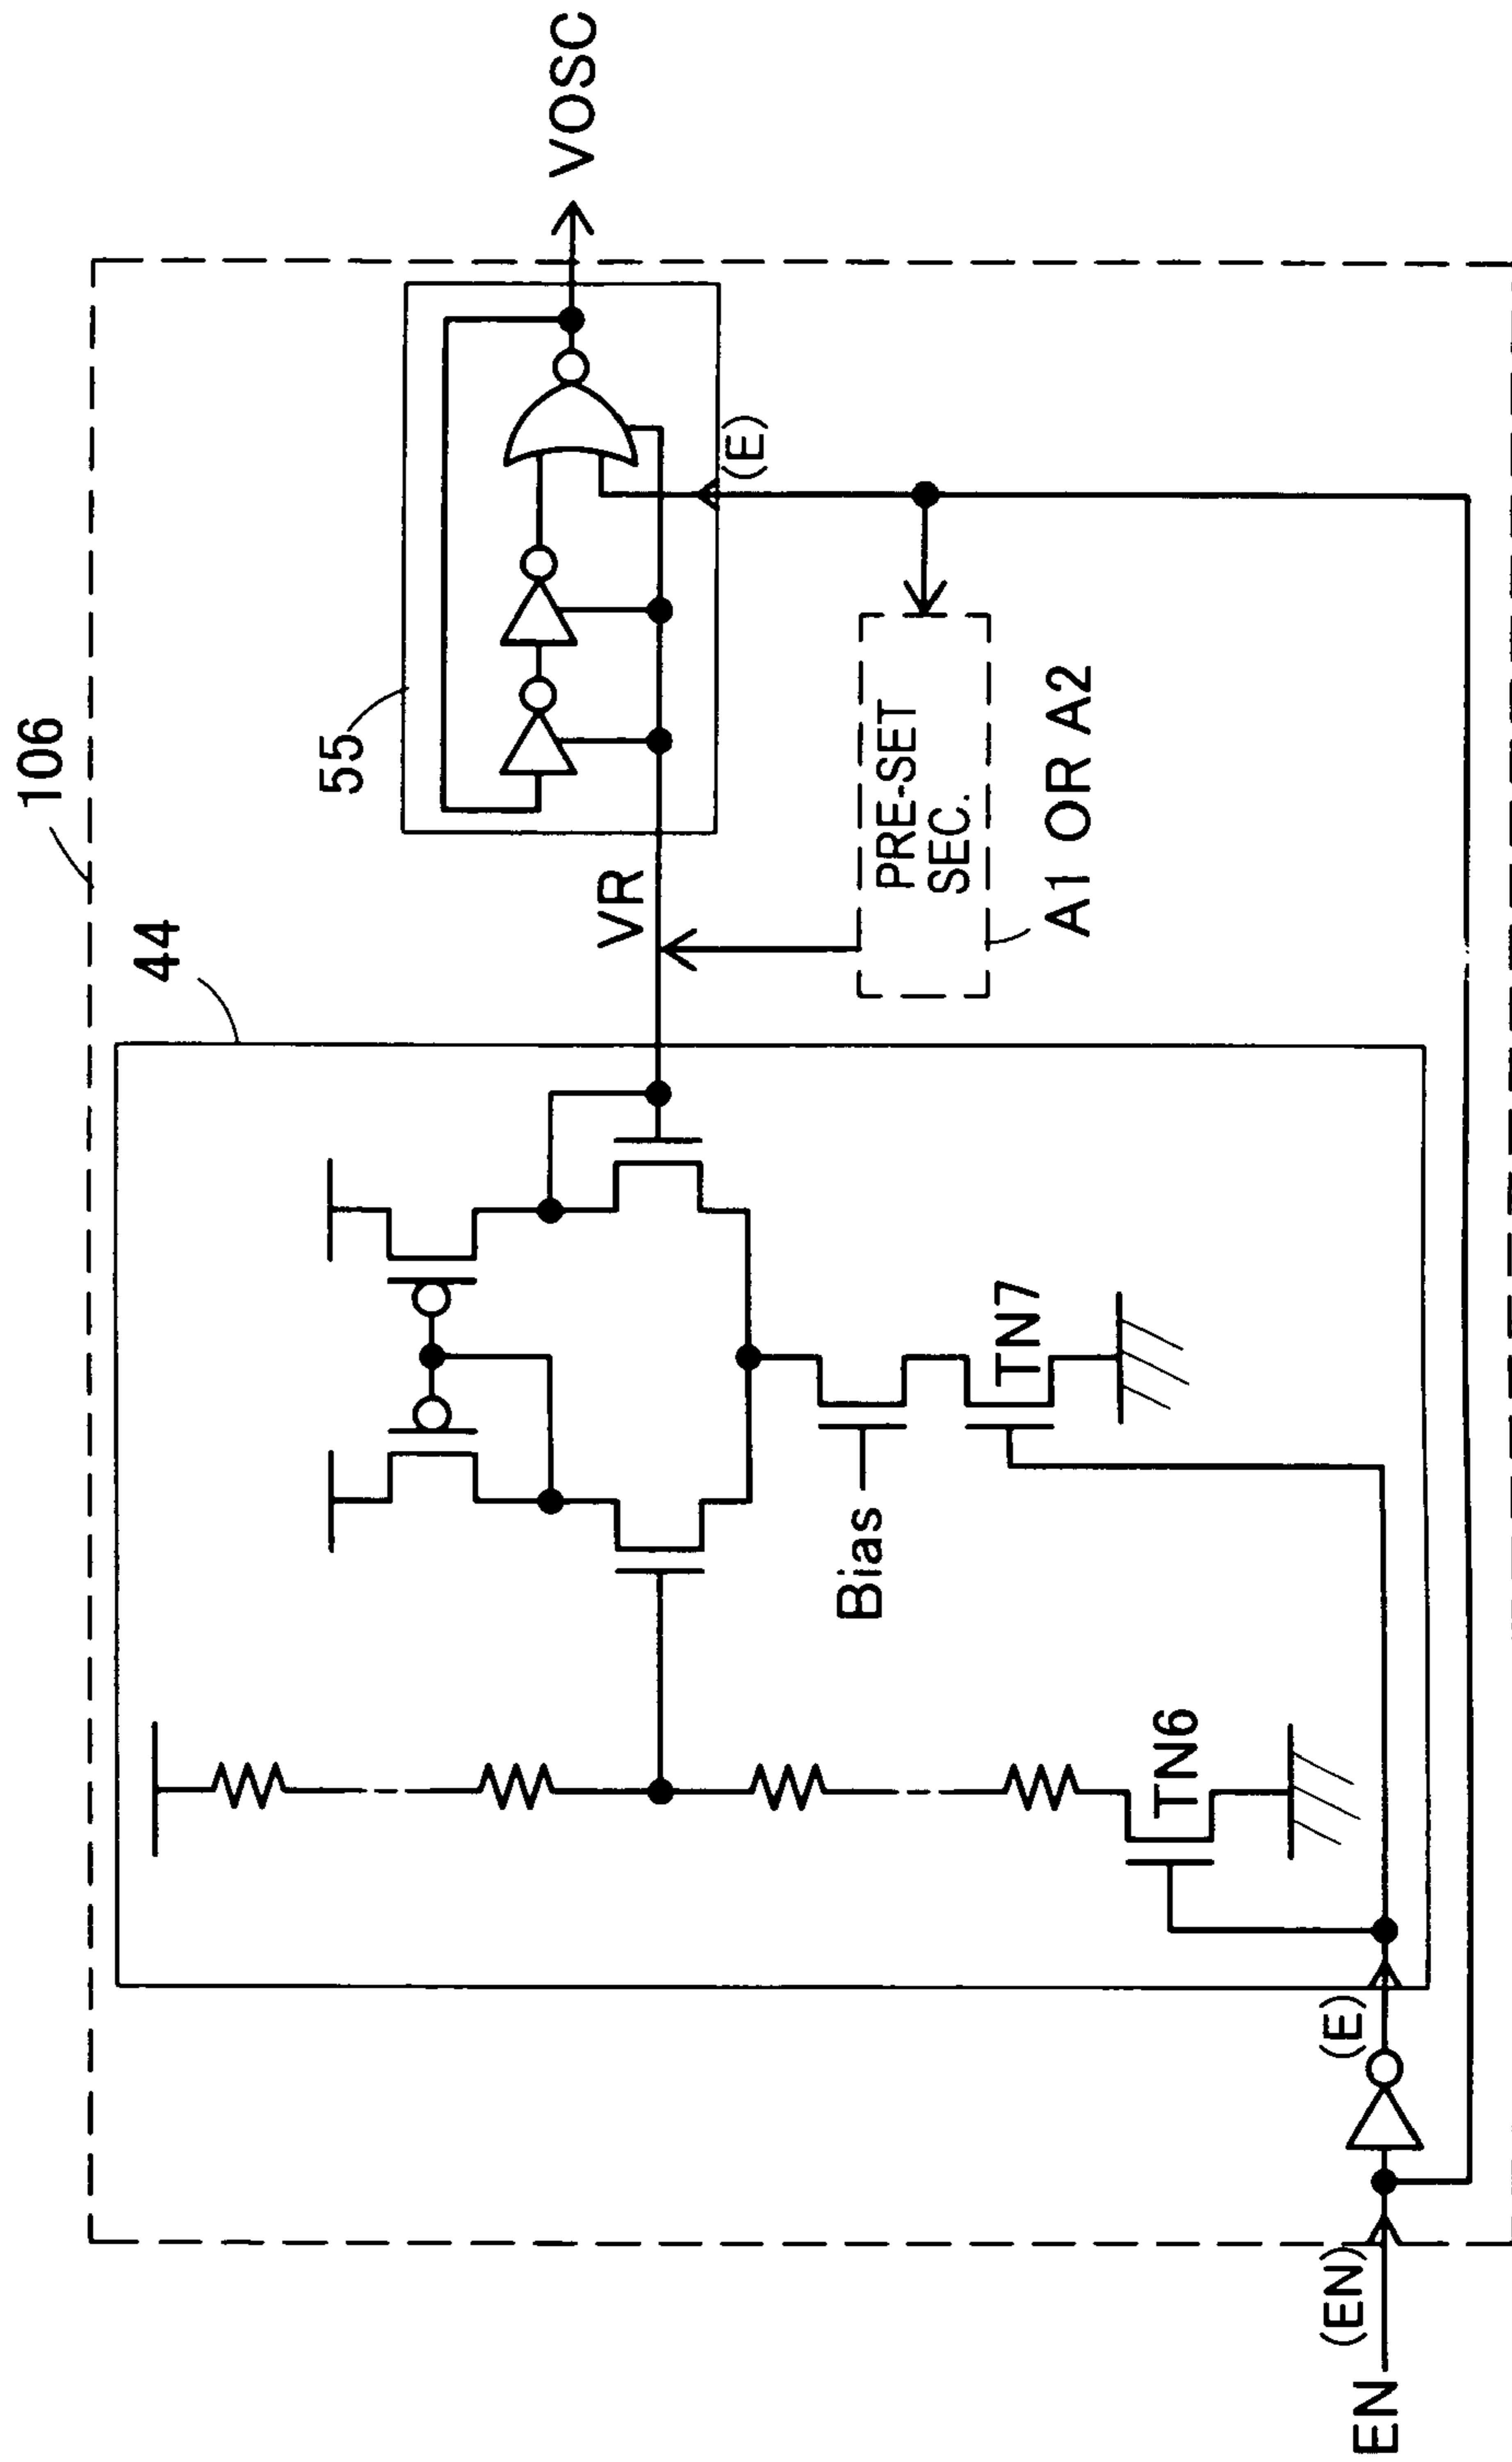 106
44
55
VOSC
VR
(E)
PRE-SET
SEC.
A1 OR A2
Bias
TN7
TN6
(E)
(EN)
EN